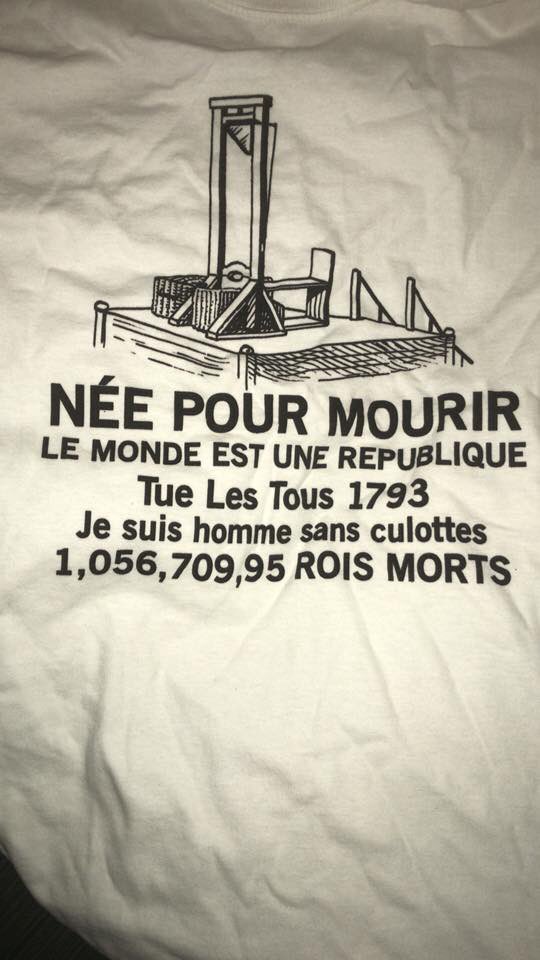 NÉE POUR MOURIR
LE MONDE EST UNE REPUBLIQUE
Tue Les Tous 1793
Je suis homme sans culottes
1,056,709,95 ROIS MORTS